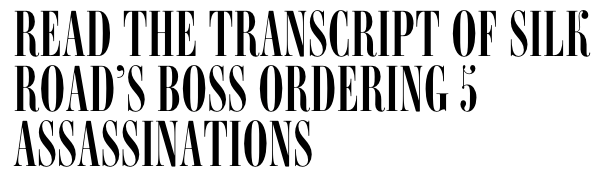 READ THE TRANSCRIPT OF SILK
ROAD’S BOSS ORDERING 5
ASSASSINATIONS